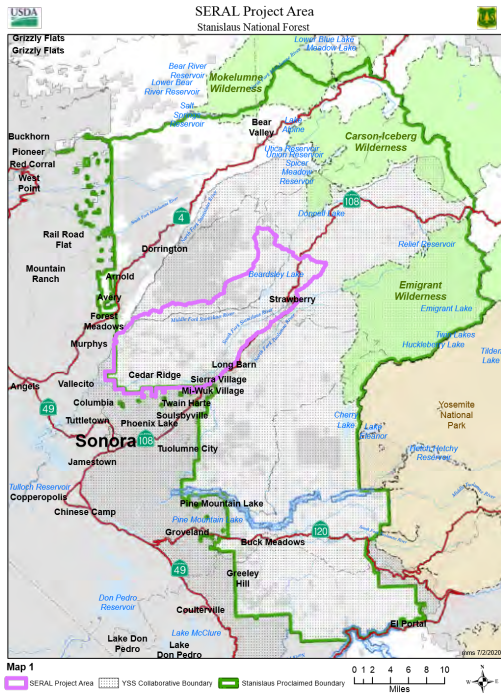 USDA
SERAL Project Area
Stanislaus National Forest
Grizzly Flats
Grizzly Flats
Lower Blue Lake
Meadow Lake
Bear River
Reservoir
Lower Bear
River Reservoir
Mokelumne
Wilderness
Salt
Springs
Reservoir
Bear
Valley
Lake
Alpine
Buckhorn
Pioneer
Red Corral
West
Point
Utica Reservoir
Union Reservoir
Spicer
Meadow
Reservoir
Carson-Iceberg
Wilderness
108
4
Donnell Lake
Rail Road
Flat
Dorrington
Relief Reservoir
Mountain
Ranch
Arnold
Beardsley Lake
Emigrant
Wilderness
Avery
Strawberry
Emigrant Lake
Forest
Meadows
Middle Fork Stanislaus River
Twin Lakes
Huckleberry Lake
Murphys
Tilden
Lake
Long Barn
Cedar Ridge
Sierra Village
Angels
Vallecito
Mi-Wuk Village
49
Columbia
Twain Harte
Soulsbyville
Cherry
Lake
Lake
Eleanor
Yosemite
National
Park
Tuttletown
Phoenix Lake
Sonora
108
Tuolumne City
Hetch Hetchy
Reservoir
Jamestown
Tulloch Reservoir
Copperopolis
Chinese Camp
Pine Mountain Lake
Pine Mountain Lake
Groveland
120
Buck Meadows
49
Greeley
Hill
Don Pedro
Reservoir
Coulterville
El Portal
Lake Don
Pedro
Lake McClure
Lake
Don Pedro
mms 7/2/2020
Map 1
SERAL Project Area
YSS Collaborative Boundary
Stanislaus Proclaimed Boundary
0 1 2 4 6 8 10
Miles
N
W
E
S